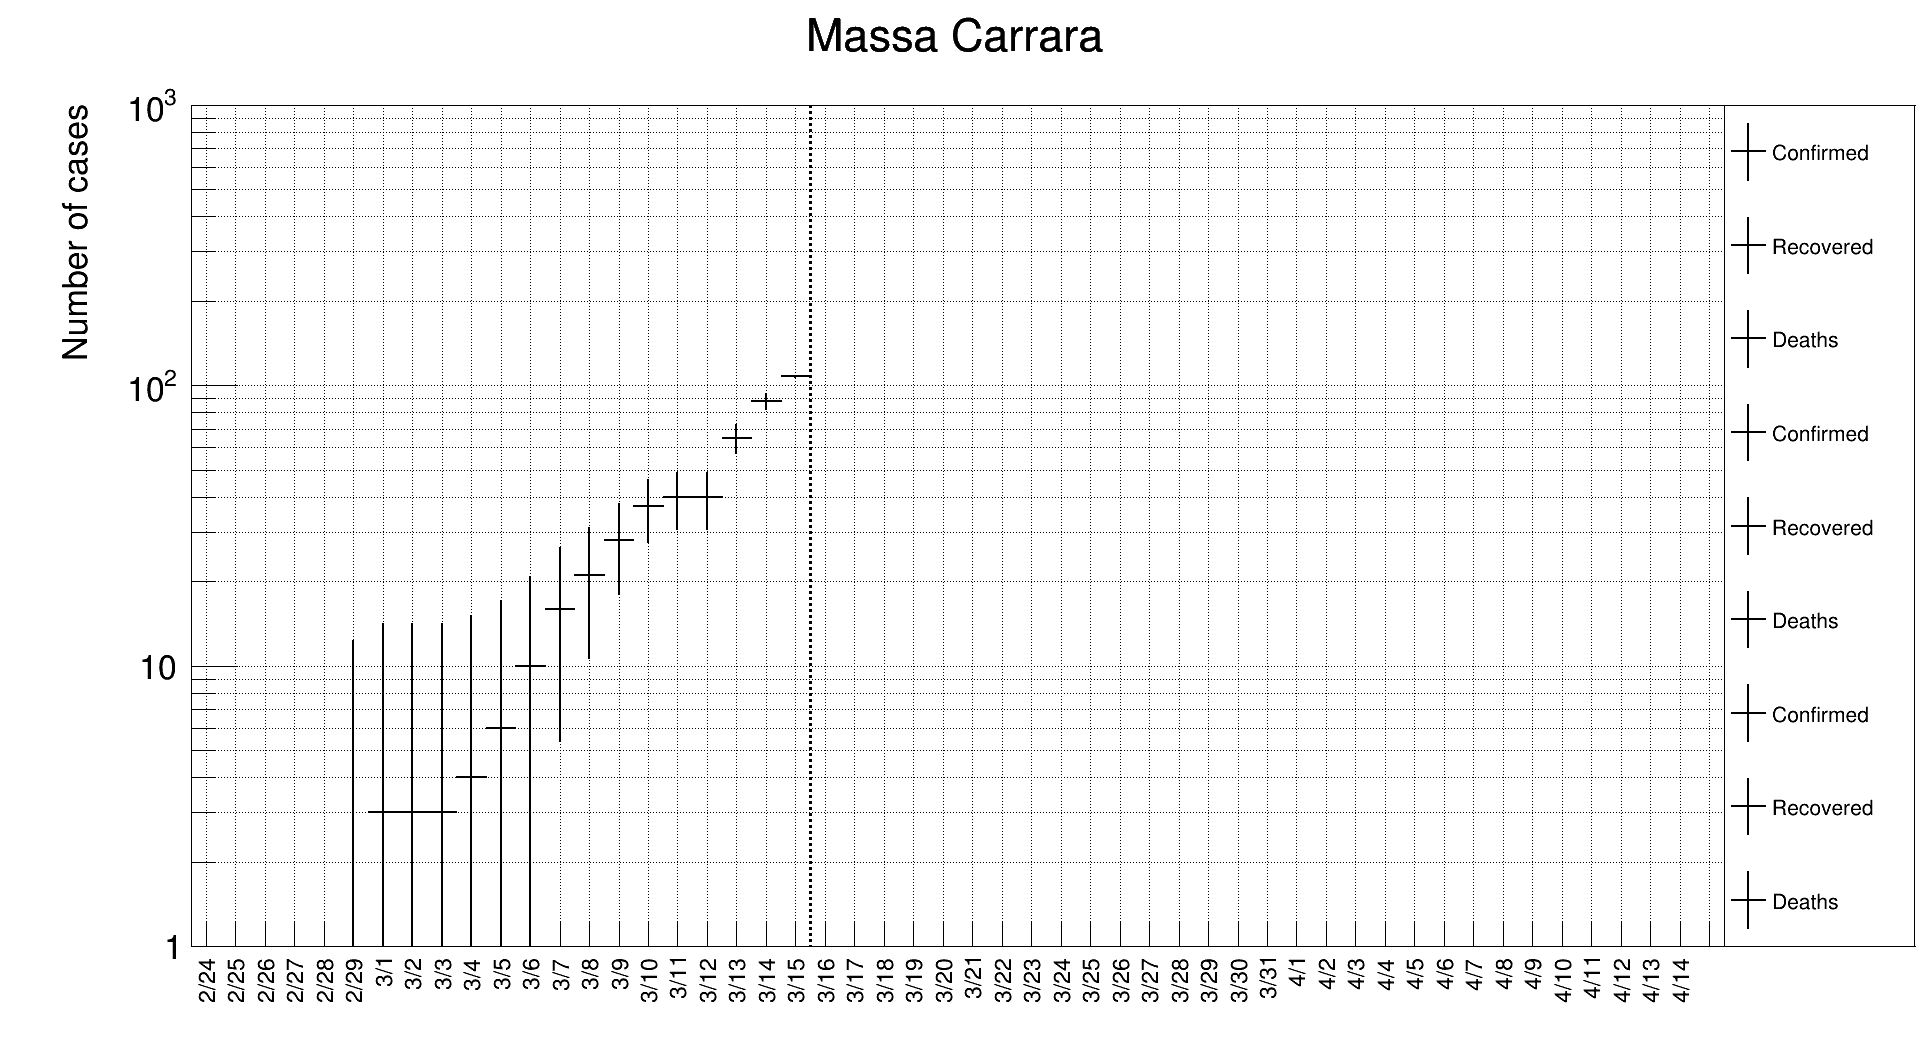 Massa Carrara
Number of cases
10³
10²
10
1
2/24 2/25 2/26 2/27 2/28 2/29 3/1 3/2 3/3 3/4 3/5 3/6 3/7 3/8 3/9 3/10 3/11 3/12 3/13 3/14 3/15 3/16 3/17 3/18 3/19 3/20 3/21 3/22 3/23 3/24 3/25 3/26 3/27 3/28 3/29 3/30 3/31 4/1 4/2 4/3 4/4 4/5 4/6 4/7 4/8 4/9 4/10 4/11 4/12 4/13 4/14
Confirmed
Recovered
Deaths
Confirmed
Recovered
Deaths
Confirmed
Recovered
Deaths